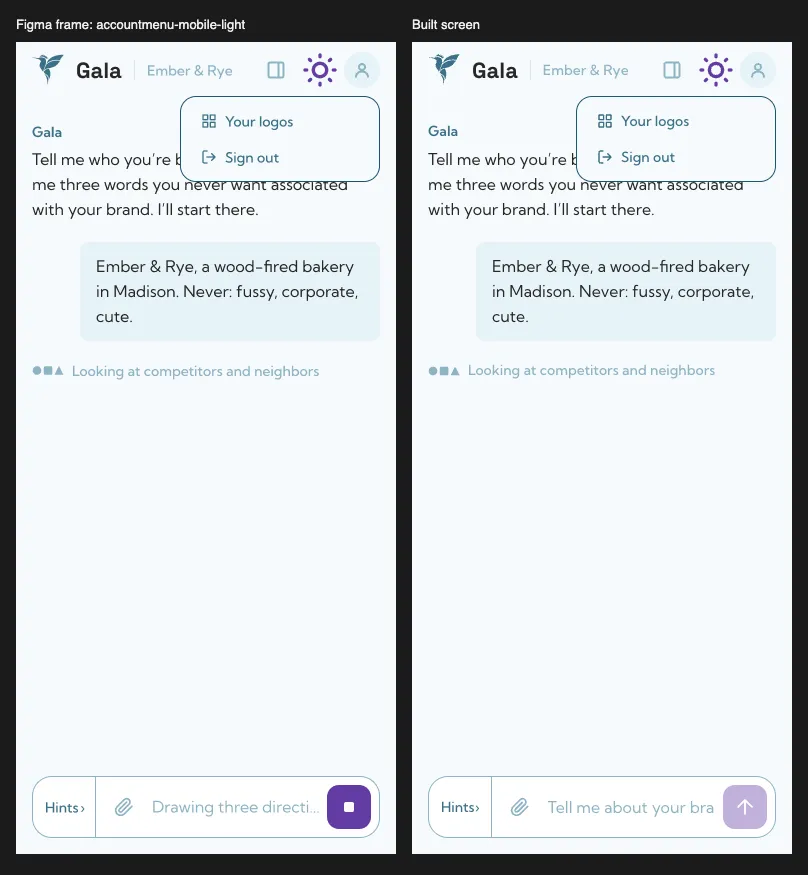 Figma frame: accountmenu-mobile-light
Gala
Ember & Rye
Your logos
Sign out
Gala
Tell me who you’re
me three words you never want associated
with your brand. I’ll start there.
Ember & Rye, a wood-fired bakery
in Madison. Never: fussy, corporate,
cute.
Looking at competitors and neighbors
Hints ›
Drawing three directi...
Built screen
Gala
Ember & Rye
Your logos
Sign out
Gala
Tell me who you’re
me three words you never want associated
with your brand. I’ll start there.
Ember & Rye, a wood-fired bakery
in Madison. Never: fussy, corporate,
cute.
Looking at competitors and neighbors
Hints›
Tell me about your bra